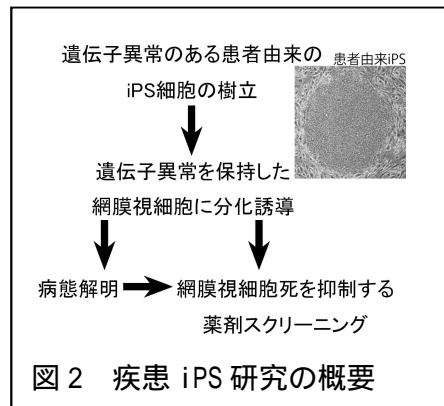 遺伝子異常のある患者由来の
患者由来iPS
iPS細胞の樹立
遺伝子異常を保持した
網膜視細胞に分化誘導
病態解明
網膜視細胞死を抑制する
薬剤スクリーニング
図2 疾患 iPS 研究の概要